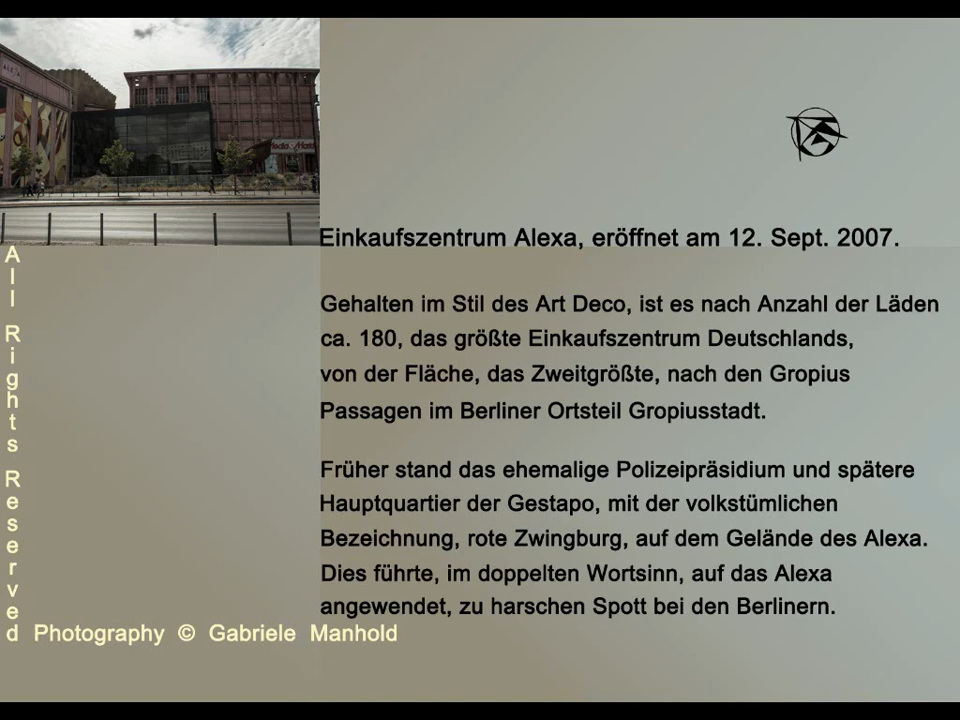 ALEXA
Media Markt
Einkaufszentrum Alexa, eröffnet am 12. Sept. 2007.
Gehalten im Stil des Art Deco, ist es nach Anzahl der Läden
ca. 180, das größte Einkaufszentrum Deutschlands,
von der Fläche, das Zweitgrößte, nach den Gropius
Passagen im Berliner Ortsteil Gropiusstadt.
Früher stand das ehemalige Polizeipräsidium und spätere
Hauptquartier der Gestapo, mit der volkstümlichen
Bezeichnung, rote Zwingburg, auf dem Gelände des Alexa.
Dies führte, im doppelten Wortsinn, auf das Alexa
angewendet, zu harschen Spott bei den Berlinern.
All Rights Reserved
Photography © Gabriele Manhold